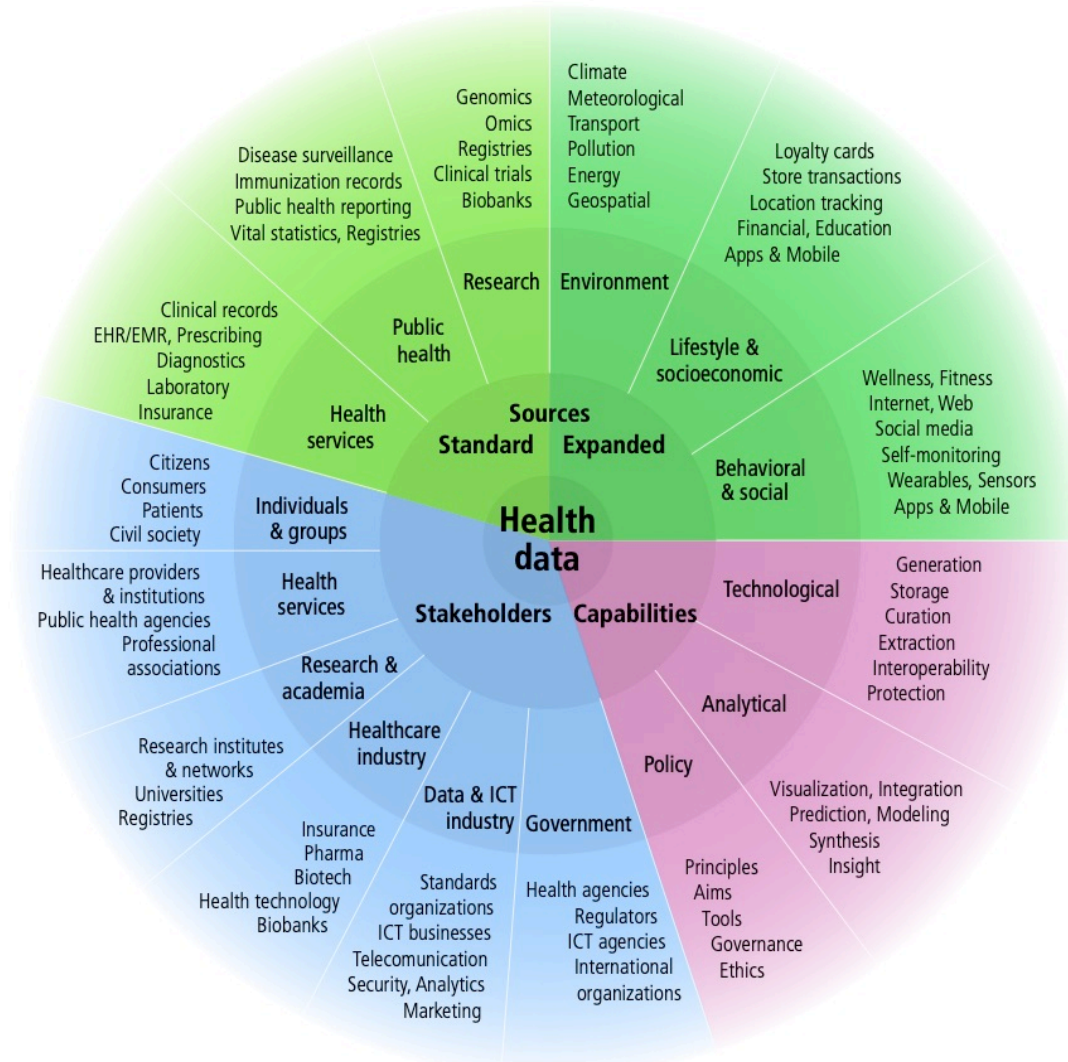 Health
data
Sources
Standard
Expanded
Stakeholders
Capabilities
Research
Genomics
Omics
Registries
Clinical trials
Biobanks
Public
health
Disease surveillance
Immunization records
Public health reporting
Vital statistics, Registries
Health
services
Clinical records
EHR/EMR, Prescribing
Diagnostics
Laboratory
Insurance
Environment
Climate
Meteorological
Transport
Pollution
Energy
Geospatial
Lifestyle &
socioeconomic
Loyalty cards
Store transactions
Location tracking
Financial, Education
Apps & Mobile
Behavioral
& social
Wellness, Fitness
Internet, Web
Social media
Self-monitoring
Wearables, Sensors
Apps & Mobile
Technological
Generation
Storage
Curation
Extraction
Interoperability
Protection
Analytical
Visualization, Integration
Prediction, Modeling
Synthesis
Insight
Policy
Principles
Aims
Tools
Governance
Ethics
Government
Health agencies
Regulators
ICT agencies
International
organizations
Data & ICT
industry
Standards
organizations
ICT businesses
Telecomunication
Security, Analytics
Marketing
Healthcare
industry
Insurance
Pharma
Biotech
Health technology
Biobanks
Research &
academia
Research institutes
& networks
Universities
Registries
Health
services
Healthcare providers
& institutions
Public health agencies
Professional
associations
Individuals
& groups
Citizens
Consumers
Patients
Civil society